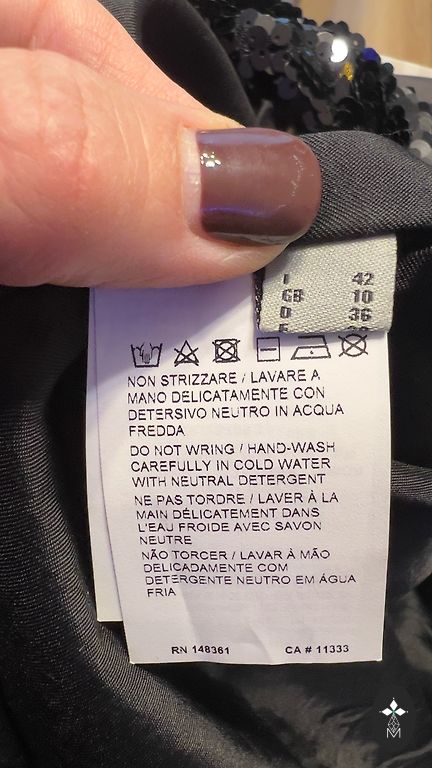 I 42
GB 10
D 36
F
NON STRIZZARE / LAVARE A
MANO DELICATAMENTE CON
DETERSIVO NEUTRO IN ACQUA
FREDDA
DO NOT WRING / HAND-WASH
CAREFULLY IN COLD WATER
WITH NEUTRAL DETERGENT
NE PAS TORDRE / LAVER À LA
MAIN DÉLICATEMENT DANS
L'EAU FROIDE AVEC SAVON
NEUTRE
NÃO TORCER / LAVAR À MÃO
DELICADAMENTE COM
DETERGENTE NEUTRO EM ÁGUA
FRIA
RN 148361 CA # 11333
M